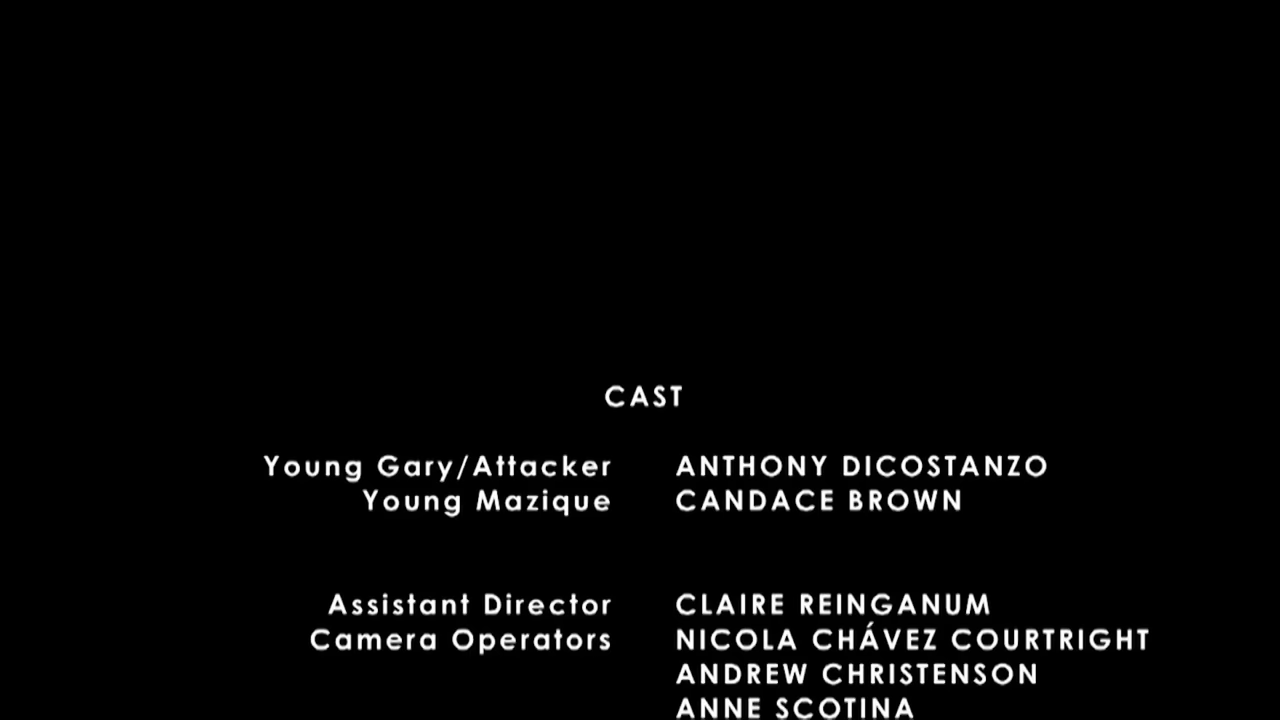 CAST
Young Gary/Attacker ANTHONY DICOSTANZO
Young Mazique CANDACE BROWN
Assistant Director CLAIRE REINGANUM
Camera Operators NICOLA CHÁVEZ COURTRIGHT
ANDREW CHRISTENSON
ANNE SCOTINA